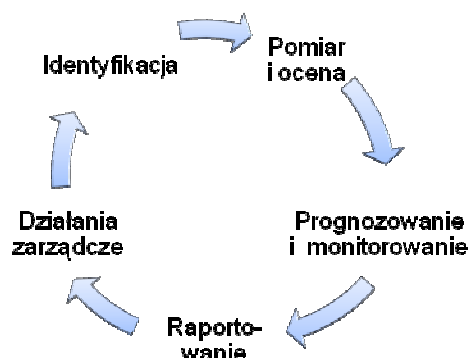 Identyfikacja
Pomiar
i ocena
Prognozowanie
i monitorowanie
Raporto-
wanie
Działania
zarządcze